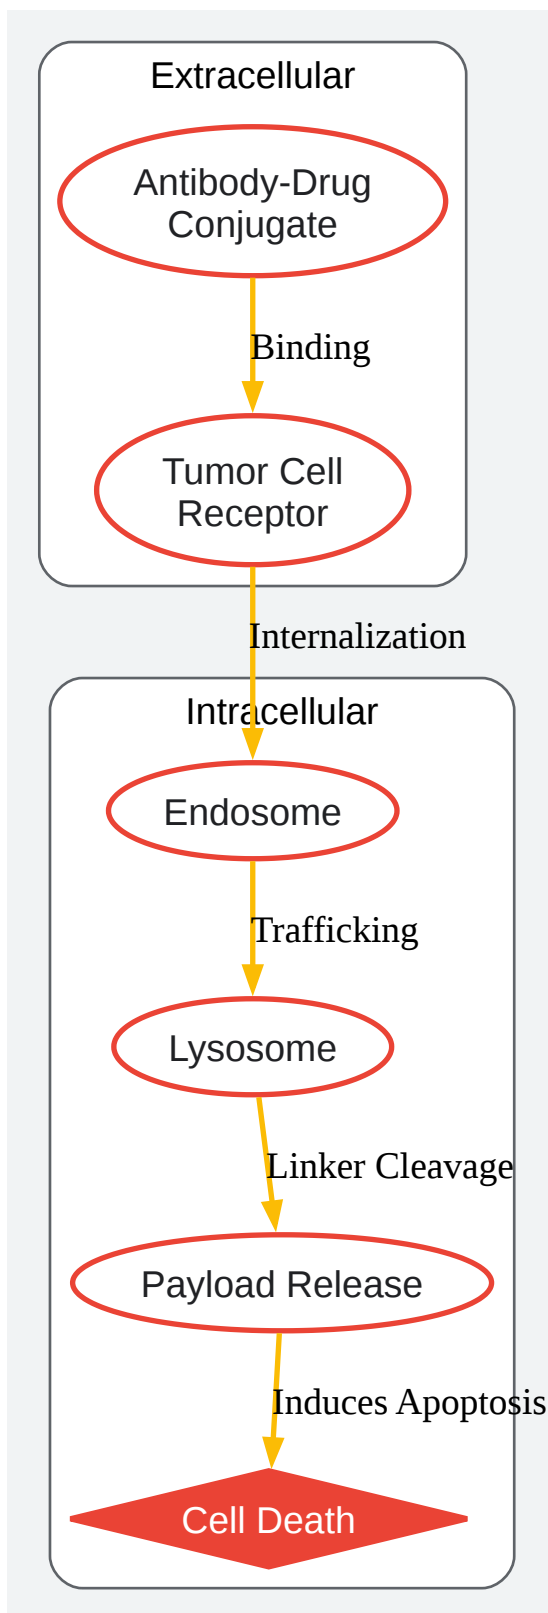 Extracellular
Antibody-Drug
Conjugate
Binding
Tumor Cell
Receptor
Internalization
Intracellular
Endosome
Trafficking
Lysosome
Linker Cleavage
Payload Release
Induces Apoptosis
Cell Death